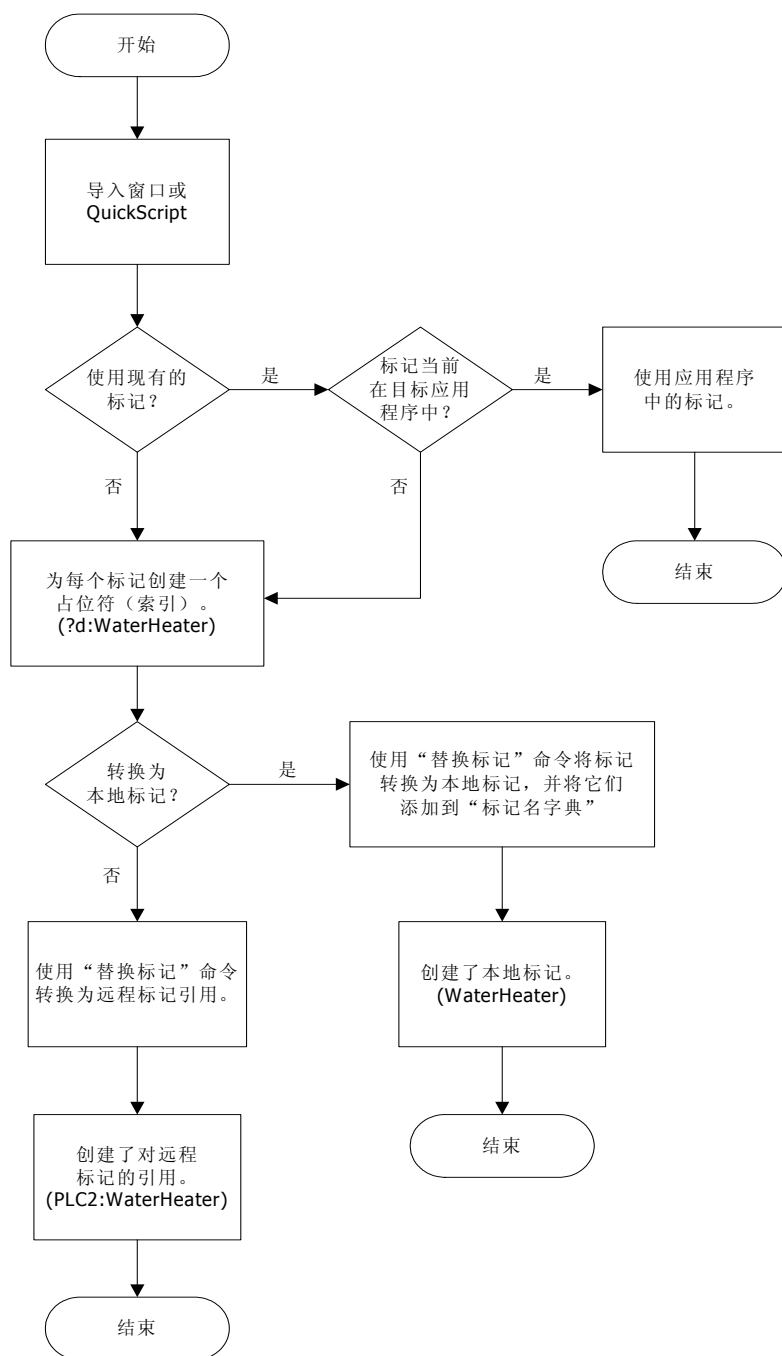 开始
导入窗口或
QuickScript
使用现有的
标记？
是
标记当前
在目标应用
程序中？
是
使用应用程序
中的标记。
否
否
结束
为每个标记创建一个
占位符（索引）。
(?d:WaterHeater)
转换为
本地标记？
是
使用“替换标记”命令将标记
转换为本地标记，并将它们
添加到“标记名字典”
否
使用“替换标记”命令
转换为远程标记引用。
创建了本地标记。
(WaterHeater)
创建了对远程
标记的引用。
(PLC2:WaterHeater)
结束
结束